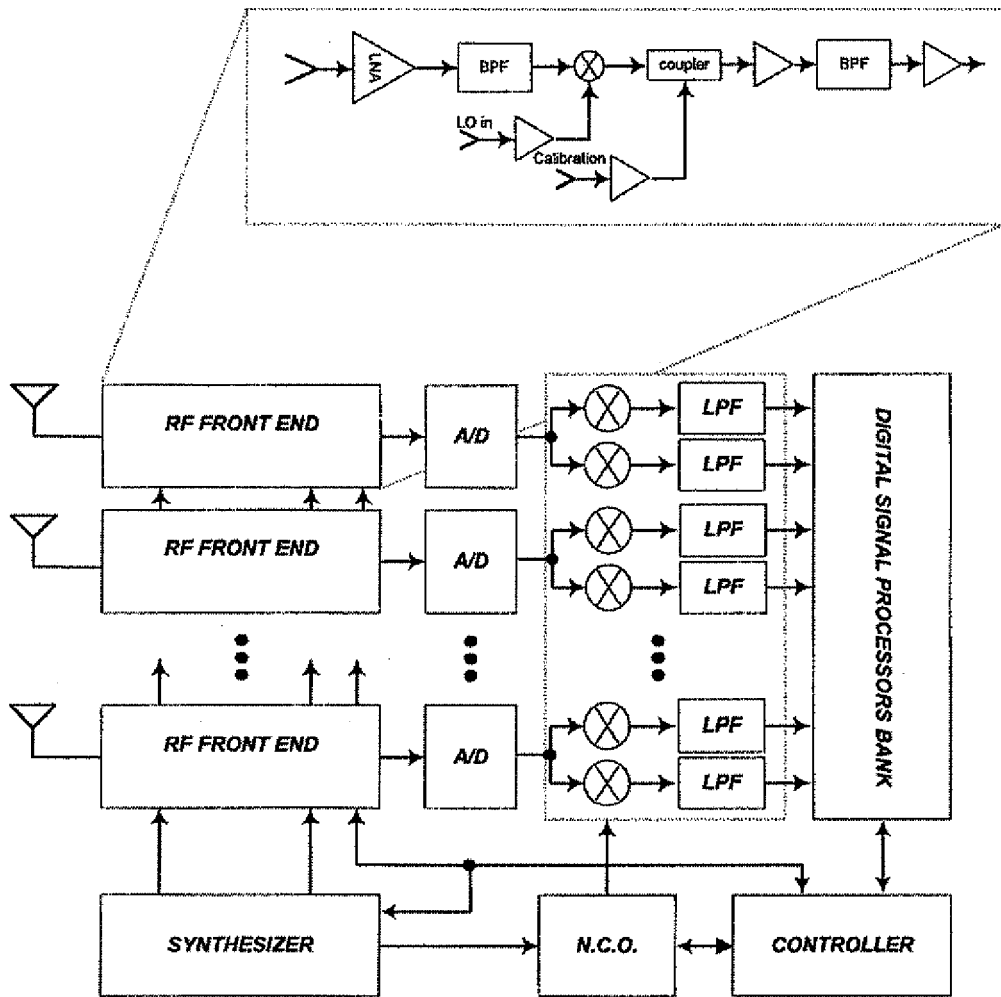 LNA
BPF
coupler
BPF
LO in
Calibration
RF FRONT END
A/D
LPF
LPF
RF FRONT END
A/D
LPF
LPF
RF FRONT END
A/D
LPF
LPF
DIGITAL SIGNAL PROCESSORS BANK
SYNTHESIZER
N.C.O.
CONTROLLER